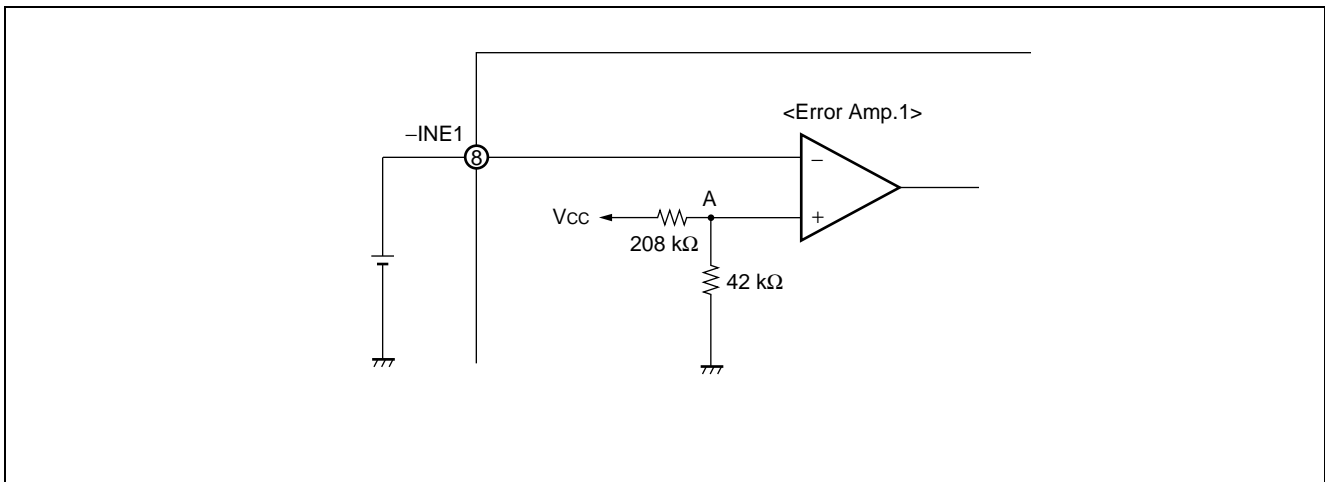 <Error Amp.1>
−INE1
8
−
A
VCC
+
208 kΩ
42 kΩ